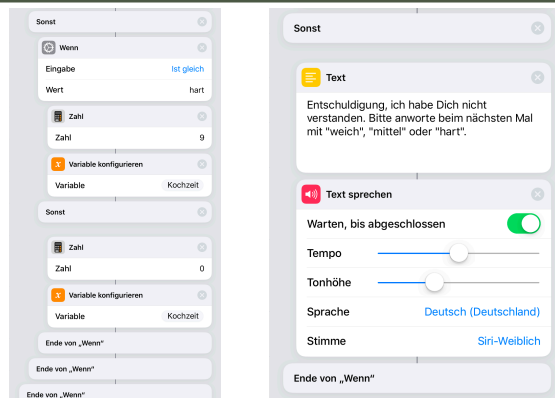 Sonst
Wenn
Eingabe Ist gleich
Wert hart
Zahl
Zahl 9
Variable konfigurieren
Variable Kochzeit
Sonst
Zahl
Zahl 0
Variable konfigurieren
Variable Kochzeit
Ende von „Wenn“
Ende von „Wenn“
Ende von „Wenn“
Sonst
Text
Entschuldigung, ich habe Dich nicht
verstanden. Bitte anworte beim nächsten Mal
mit "weich", "mittel" oder "hart".
Text sprechen
Warten, bis abgeschlossen
Tempo
Tonhöhe
Sprache Deutsch (Deutschland)
Stimme Siri-Weiblich
Ende von „Wenn“